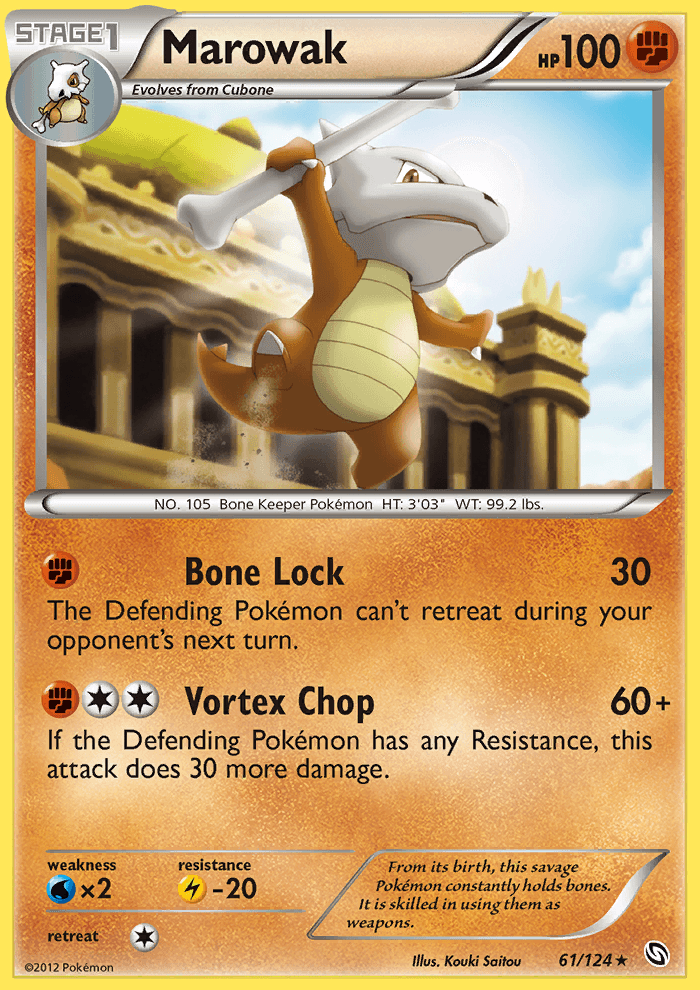 STAGE1
Marowak
HP100
Evolves from Cubone
NO. 105 Bone Keeper Pokémon HT: 3'03" WT: 99.2 lbs.
Bone Lock 30
The Defending Pokémon can't retreat during your
opponent's next turn.
Vortex Chop 60+
If the Defending Pokémon has any Resistance, this
attack does 30 more damage.
weakness resistance
×2 -20
retreat
From its birth, this savage
Pokémon constantly holds bones.
It is skilled in using them as
weapons.
©2012 Pokémon Illus. Kouki Saitou 61/124 ★